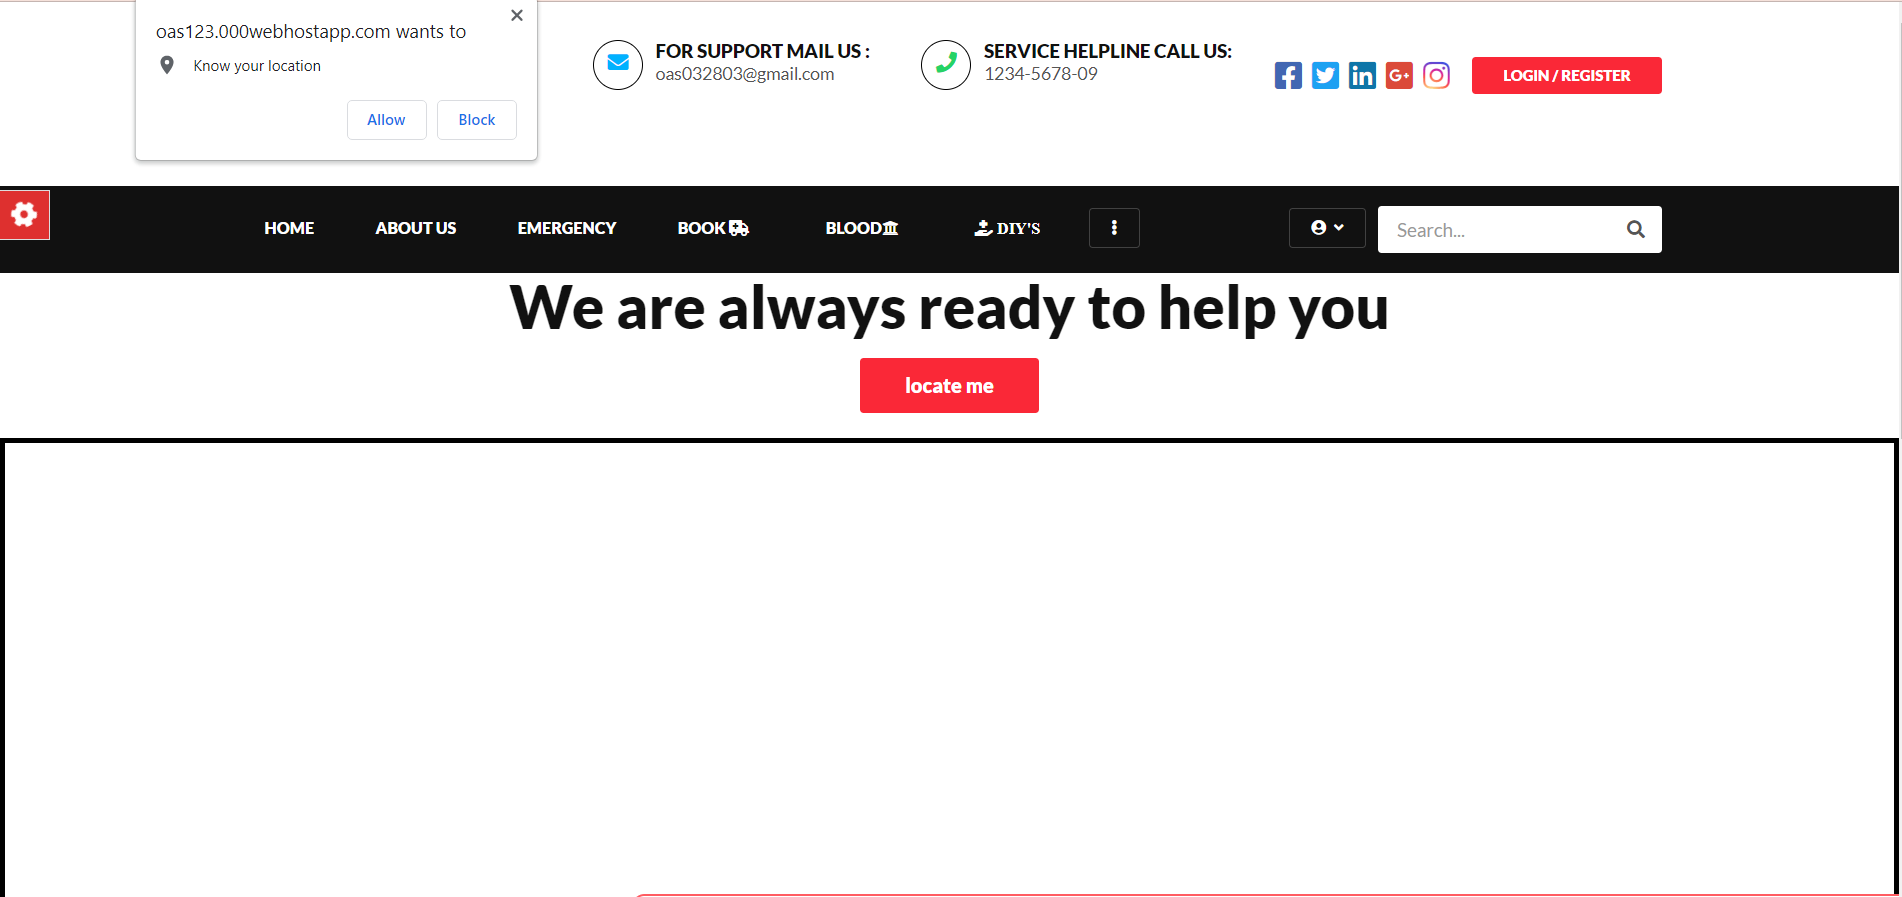 oas123.000webhostapp.com wants to
Know your location
Allow
Block
FOR SUPPORT MAIL US :
oas032803@gmail.com
SERVICE HELPLINE CALL US:
1234-5678-09
G+
LOGIN / REGISTER
HOME
ABOUT US
EMERGENCY
BOOK
BLOOD
DIY'S
Search...
We are always ready to help you
locate me